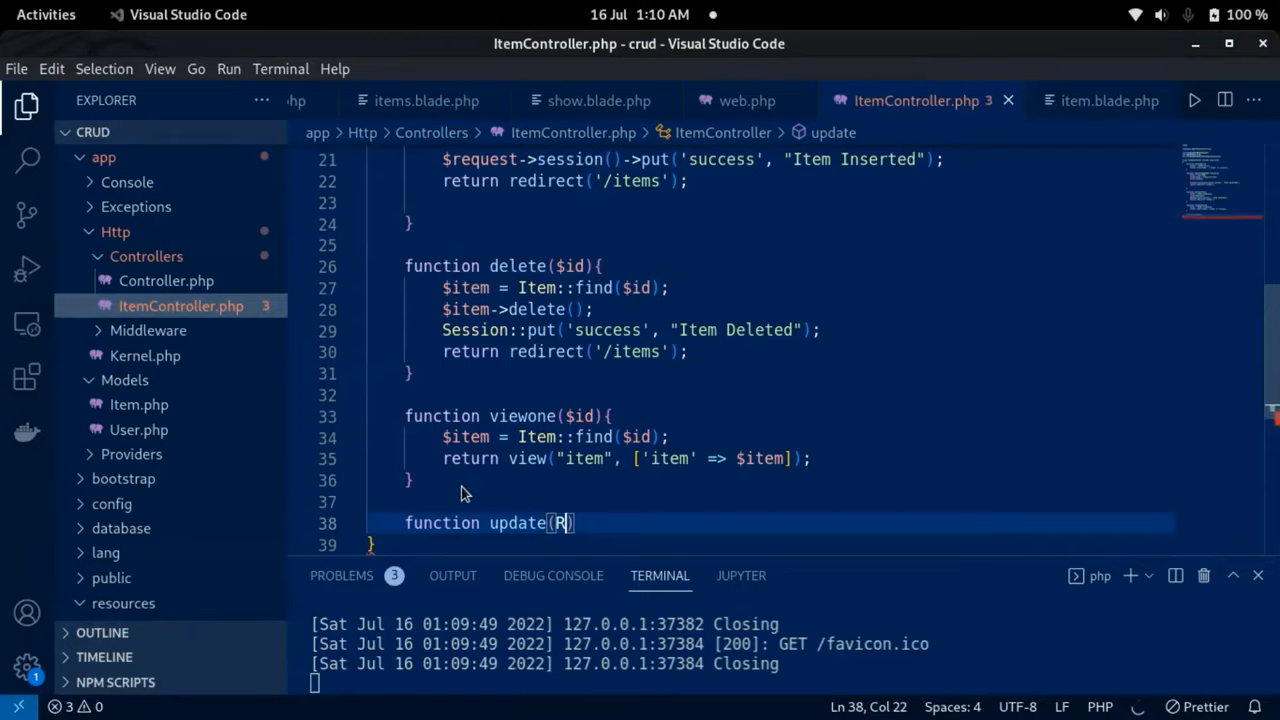 Activities
Visual Studio Code
16 Jul 1:10 AM
100 %
ItemController.php - crud - Visual Studio Code
File Edit Selection View Go Run Terminal Help
EXPLORER
hp
items.blade.php
show.blade.php
web.php
ItemController.php 3
item.blade.php
CRUD
app > Http > Controllers > ItemController.php > ItemController > update
app
Console
Exceptions
Http
Controllers
Controller.php
ItemController.php 3
Middleware
Kernel.php
Models
Item.php
User.php
Providers
bootstrap
config
database
lang
public
resources
OUTLINE
TIMELINE
NPM SCRIPTS
21 $request->session()->put('success', "Item Inserted");
22 return redirect('/items');
23
24 }
25
26 function delete($id){
27 $item = Item::find($id);
28 $item->delete();
29 Session::put('success', "Item Deleted");
30 return redirect('/items');
31 }
32
33 function viewone($id){
34 $item = Item::find($id);
35 return view("item", ['item' => $item]);
36 }
37
38 function update(R)
39 }
PROBLEMS 3 OUTPUT DEBUG CONSOLE TERMINAL JUPYTER
php
[Sat Jul 16 01:09:49 2022] 127.0.0.1:37382 Closing
[Sat Jul 16 01:09:49 2022] 127.0.0.1:37384 [200]: GET /favicon.ico
[Sat Jul 16 01:09:49 2022] 127.0.0.1:37384 Closing
1
3 0
Ln 38, Col 22 Spaces: 4 UTF-8 LF PHP Prettier